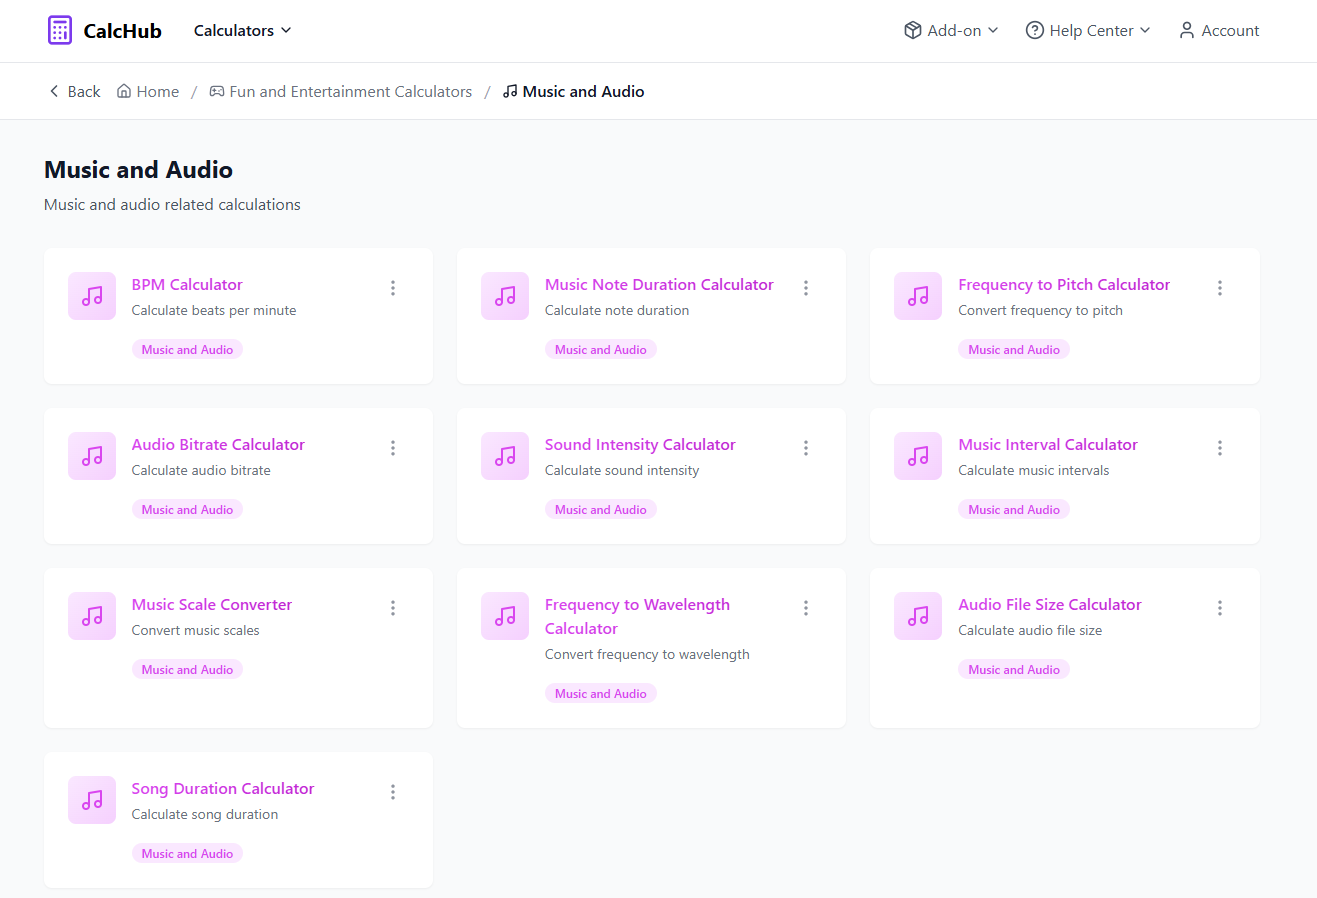 CalcHub
Calculators
Add-on
Help Center
Account
Back
Home / Fun and Entertainment Calculators / Music and Audio
Music and Audio
Music and audio related calculations
BPM Calculator
Calculate beats per minute
Music and Audio
Music Note Duration Calculator
Calculate note duration
Music and Audio
Frequency to Pitch Calculator
Convert frequency to pitch
Music and Audio
Audio Bitrate Calculator
Calculate audio bitrate
Music and Audio
Sound Intensity Calculator
Calculate sound intensity
Music and Audio
Music Interval Calculator
Calculate music intervals
Music and Audio
Music Scale Converter
Convert music scales
Music and Audio
Frequency to Wavelength
Calculator
Convert frequency to wavelength
Music and Audio
Audio File Size Calculator
Calculate audio file size
Music and Audio
Song Duration Calculator
Calculate song duration
Music and Audio